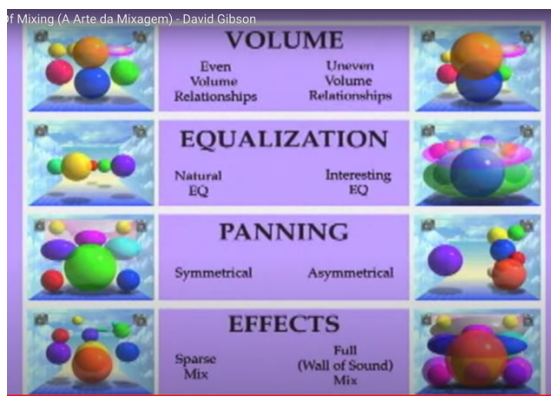 Of Mixing (A Arte da Mixagem) - David Gibson
VOLUME
Even
Volume
Relationships
Uneven
Volume
Relationships
EQUALIZATION
Natural
EQ
Interesting
EQ
PANNING
Symmetrical
Asymmetrical
EFFECTS
Sparse
Mix
Full
(Wall of Sound)
Mix